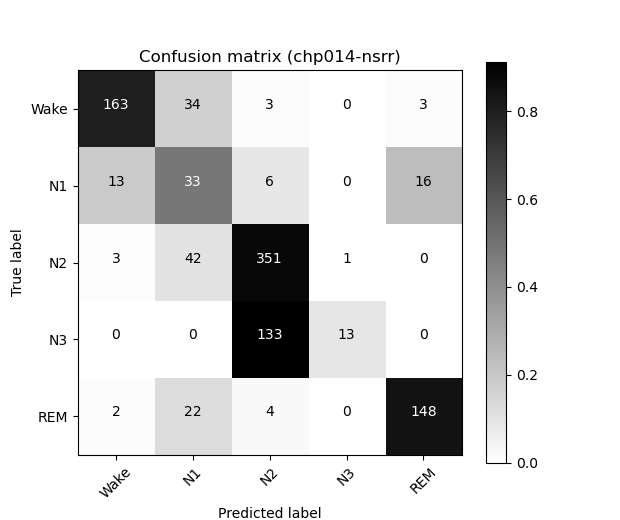 Confusion matrix (chp014-nsrr)
Wake 163 34 3 0 3
N1 13 33 6 0 16
N2 3 42 351 1 0
N3 0 0 133 13 0
REM 2 22 4 0 148
Wake N1 N2 N3 REM
Predicted label
True label
0.8
0.6
0.4
0.2
0.0